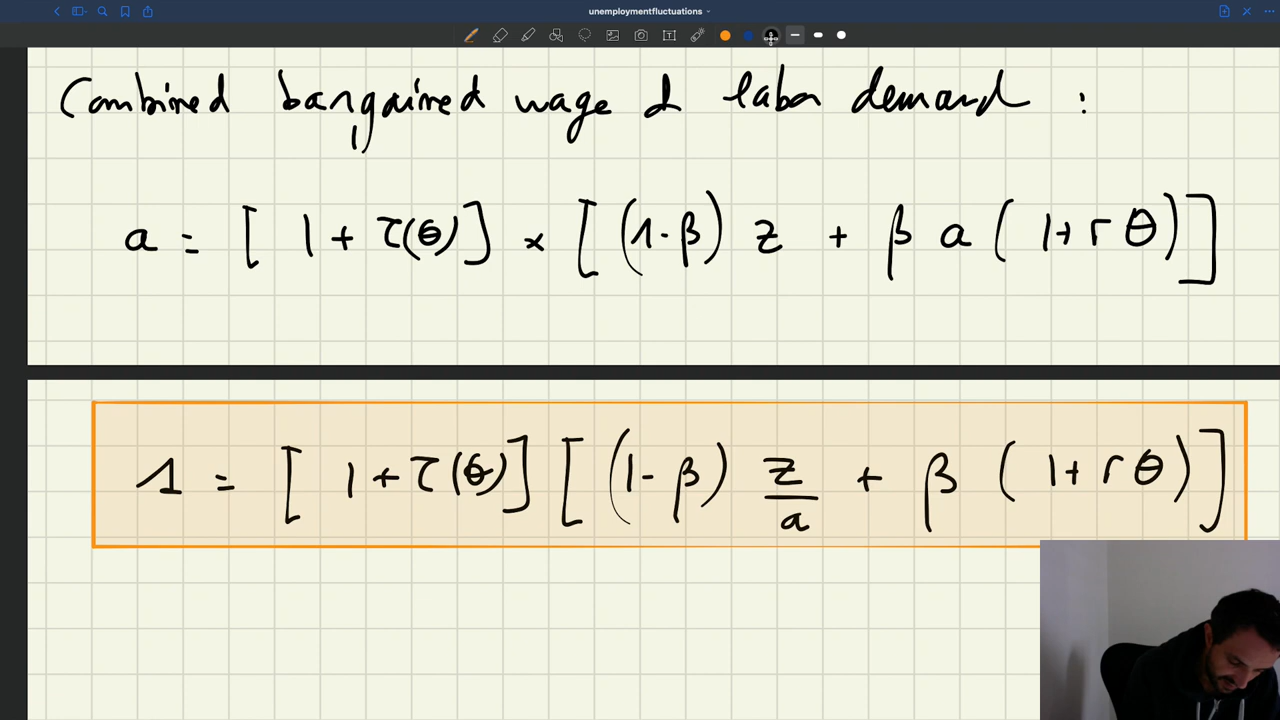 unemploymentfluctuations
Combined bargained wage & labor demand :
a = [ 1 + τ(θ) ] × [ (1-β) z + β a ( 1+ r θ) ]
1 = [ 1 + τ(θ) ] [ (1-β) z/a + β ( 1+ r θ) ]